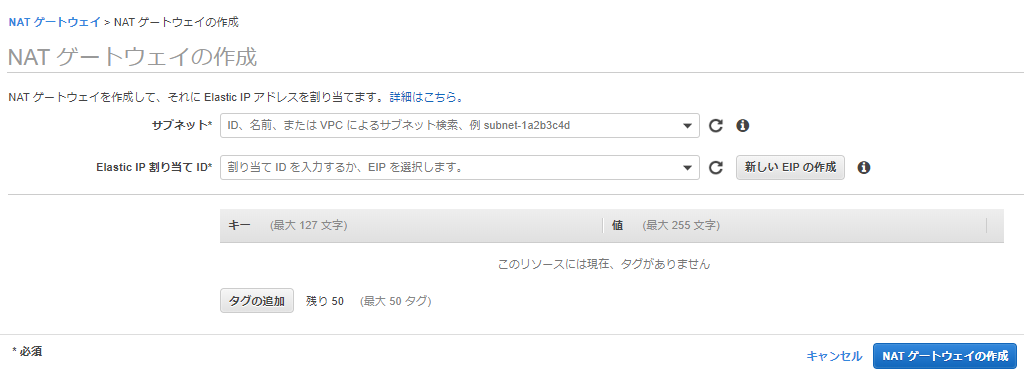 NAT ゲートウェイ > NAT ゲートウェイの作成
NAT ゲートウェイの作成
NAT ゲートウェイを作成して、それに Elastic IP アドレスを割り当てます。詳細はこちら。
サブネット* ID、名前、または VPC によるサブネット検索、例 subnet-1a2b3c4d
Elastic IP 割り当て ID* 割り当て ID を入力するか、EIP を選択します。 新しい EIP の作成
キー (最大 127 文字) 値 (最大 255 文字)
このリソースには現在、タグがありません
タグの追加 残り 50 (最大 50 タグ)
* 必須 キャンセル NAT ゲートウェイの作成